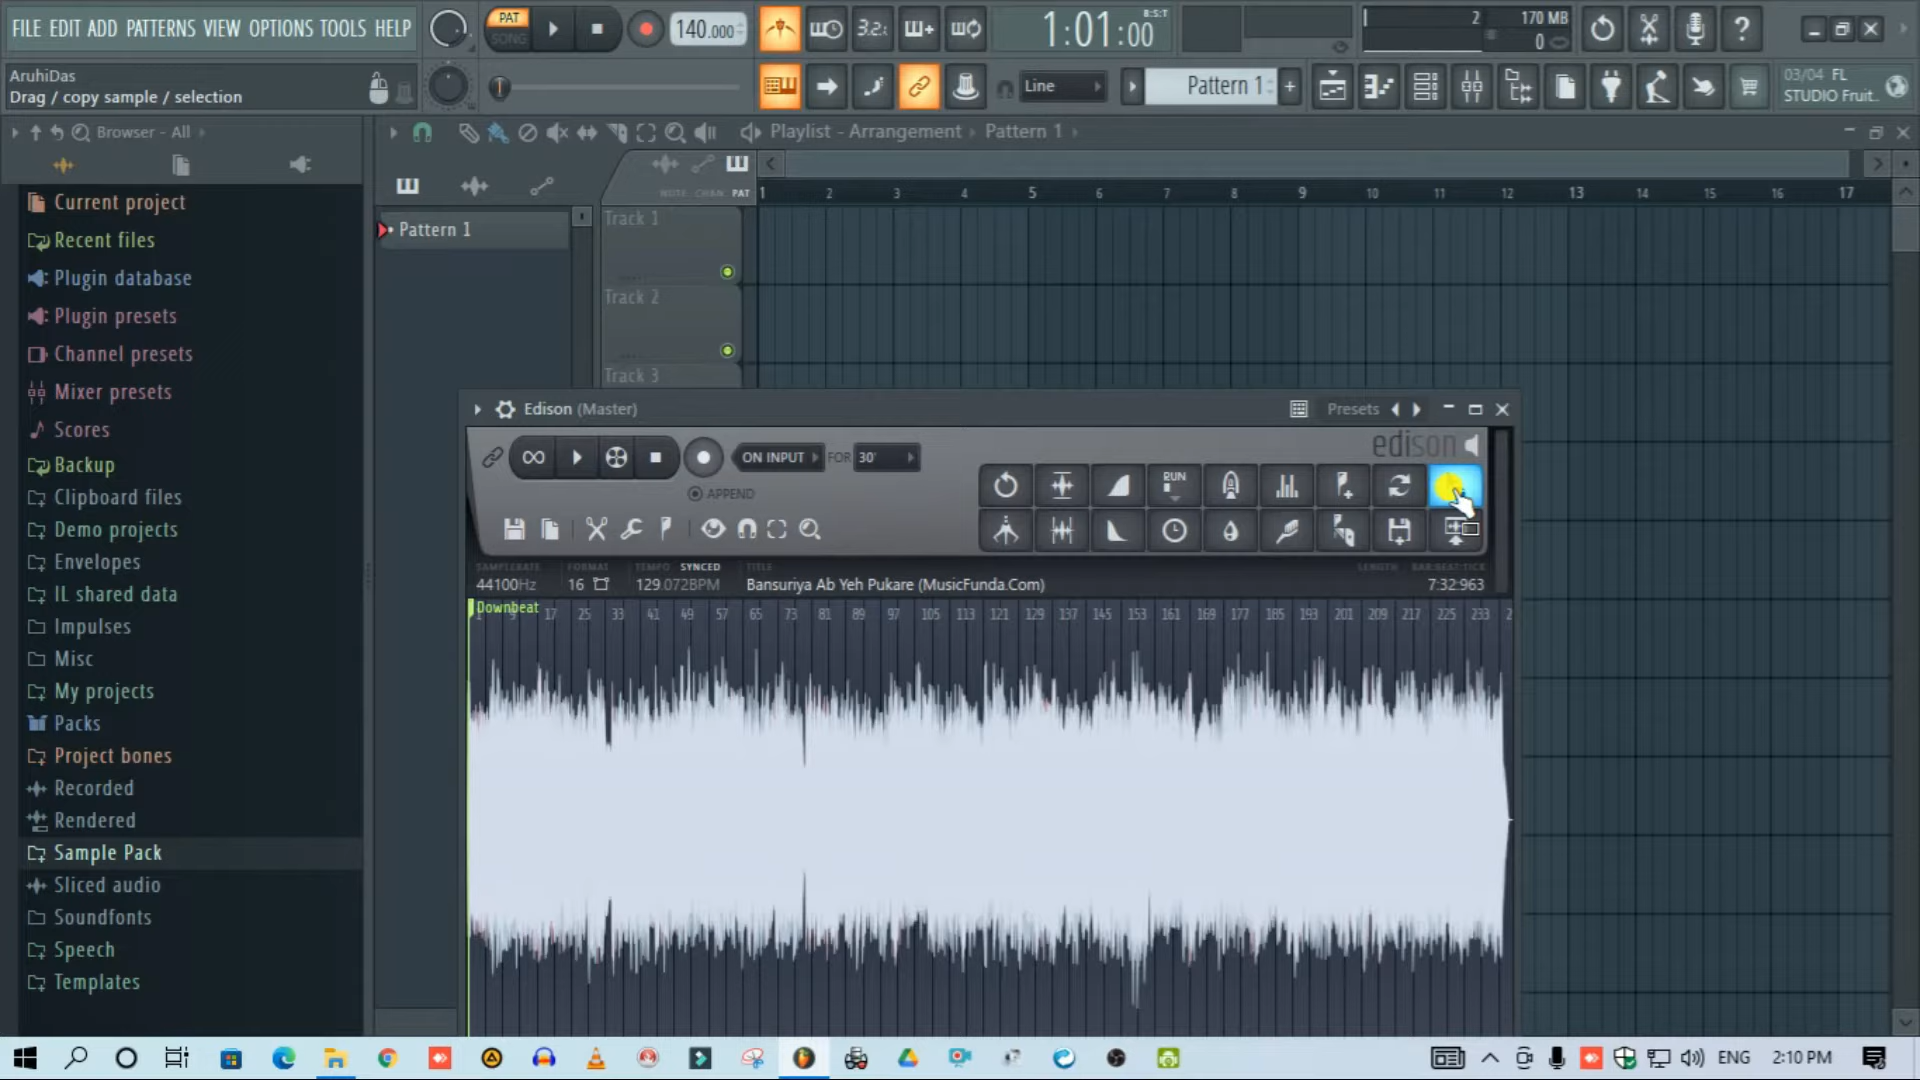 FILE EDIT ADD PATTERNS VIEW OPTIONS TOOLS HELP
PAT
SONG
140.000
3.2:
1:01:00
B:S:T
2
170 MB
0
AruhiDas
Drag / copy sample / selection
Line
Pattern 1
+
03/04 FL
STUDIO Fruit..
Browser - All
Playlist - Arrangement
Pattern 1
NOTE CHAN PAT
1 2 3 4 5 6 7 8 9 10 11 12 13 14 15 16 17
Current project
Recent files
Plugin database
Plugin presets
Channel presets
Mixer presets
Scores
Backup
Clipboard files
Demo projects
Envelopes
IL shared data
Impulses
Misc
My projects
Packs
Project bones
Recorded
Rendered
Sample Pack
Sliced audio
Soundfonts
Speech
Templates
Pattern 1
Track 1
Track 2
Track 3
Edison (Master)
Presets
edison
ON INPUT
FOR 30'
APPEND
RUN
SAMPLERATE
44100Hz
FORMAT
16
TEMPO SYNCED
129.072BPM
TITLE
Bansuriya Ab Yeh Pukare (MusicFunda.Com)
LENGTH BAR:BEAT:TICK
7:32:963
Downbeat
1 9 17 25 33 41 49 57 65 73 81 89 97 105 113 121 129 137 145 153 161 169 177 185 193 201 209 217 225 233 2
ENG
2:10 PM